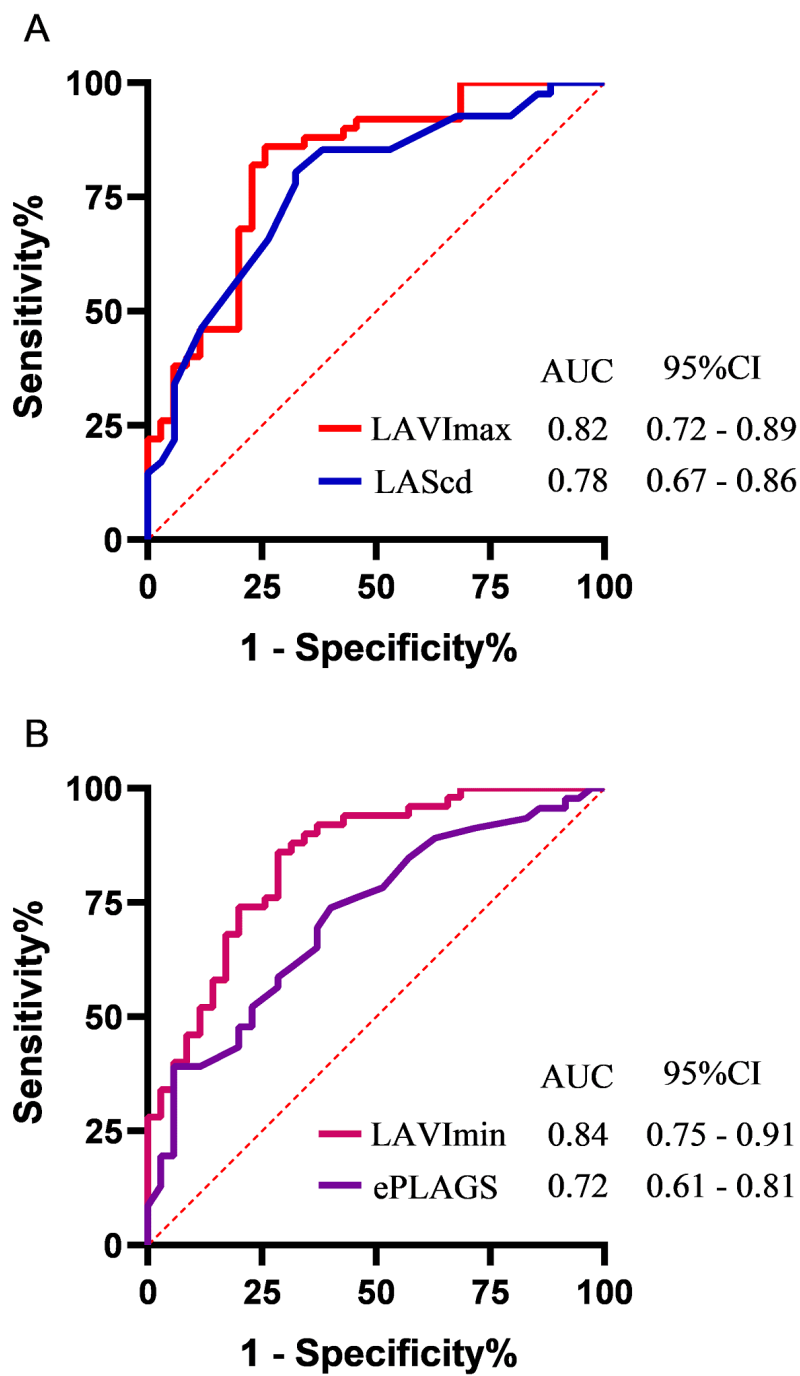 A
100
75
50
25
0
Sensitivity%
AUC 95%CI
LAVImax 0.82 0.72 - 0.89
LAScd 0.78 0.67 - 0.86
0 25 50 75 100
1 - Specificity%
B
100
75
50
25
0
Sensitivity%
AUC 95%CI
LAVImin 0.84 0.75 - 0.91
ePLAGS 0.72 0.61 - 0.81
0 25 50 75 100
1 - Specificity%